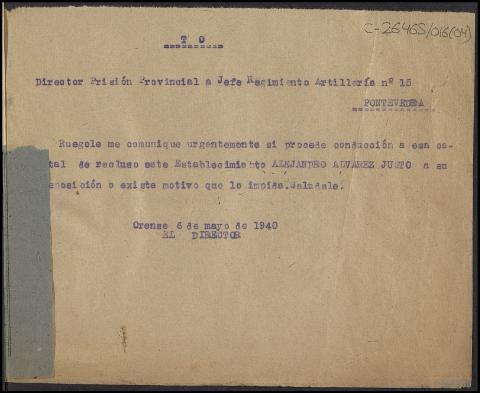 C-26465/016(04)
T O
Director Prisión Provincial a Jefe Regimiento Artillería nº 15
PONTEVEDRA
Ruegole me comunique urgentemente si procede conducción a esa ca-
tal de recluso este Establecimiento ALEJANDRO ALVAREZ JUSTO a su
sposición o existe motivo que lo impida.Saludale.
Orense 6 de mayo de 1940
EL DIRECTOR